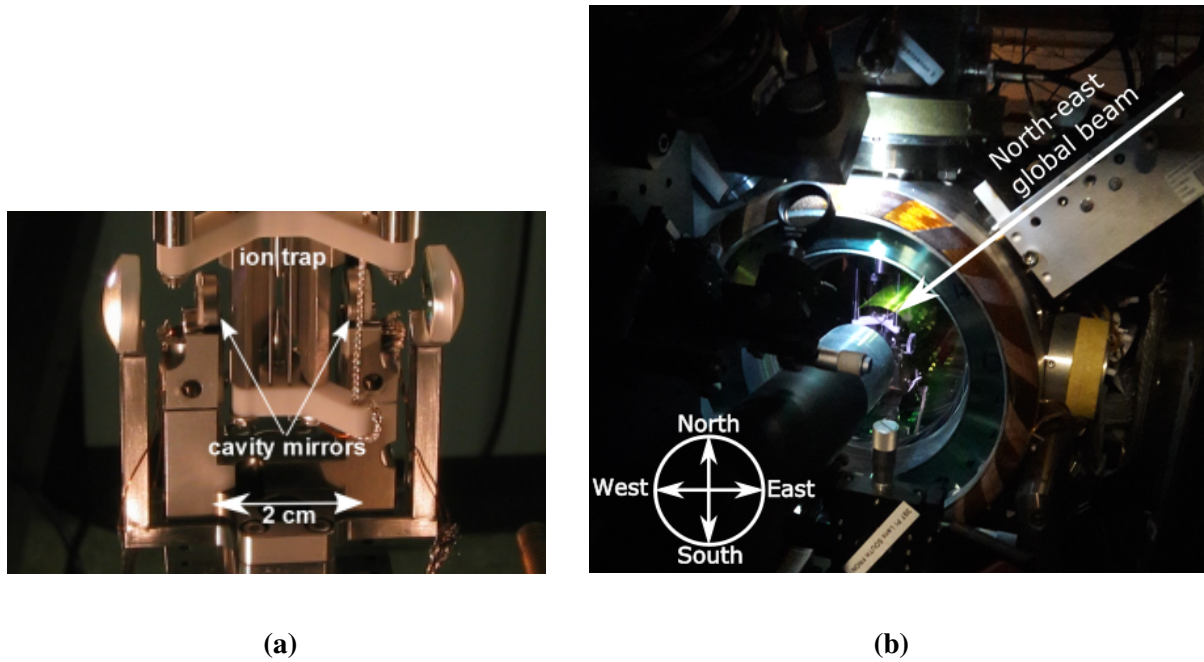 ion trap
cavity mirrors
2 cm
(a)
North-east
global beam
North
West
East
South
(b)